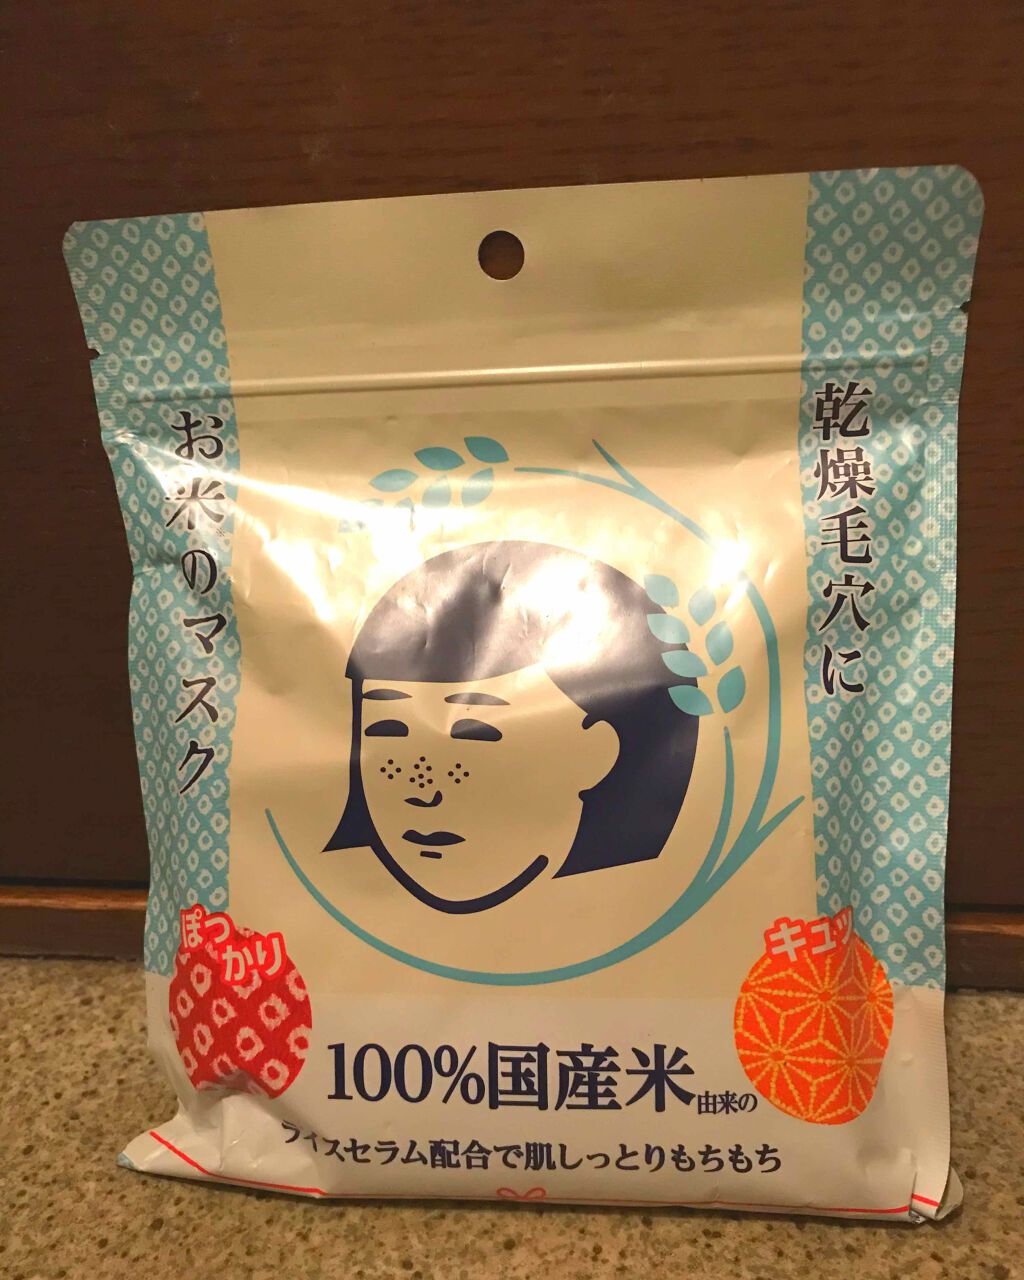 乾燥毛穴に
お米※のマスク
ぽっかり
キュッ
100%国産米由来の
ライスセラム配合で肌しっとりもちもち